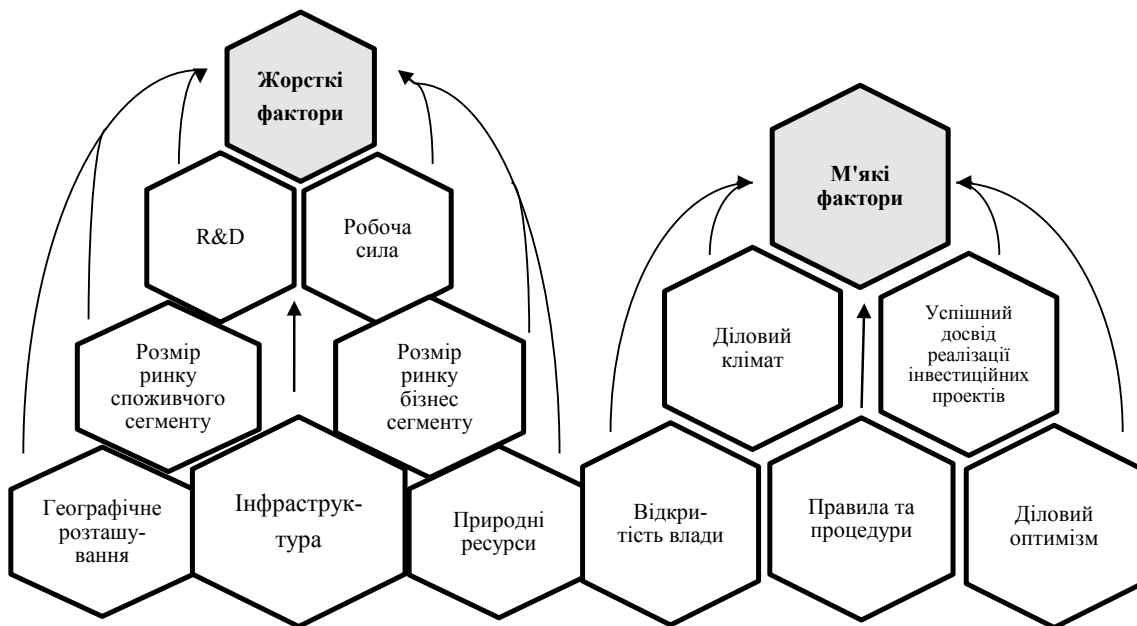 Жорсткі
фактори
R&D
Робоча
сила
Розмір
ринку
споживчого
сегменту
Розмір
ринку
бізнес
сегменту
Географічне
розташу-
вання
Інфраструк-
тура
Природні
ресурси
М'які
фактори
Діловий
клімат
Успішний
досвід
реалізації
інвестиційних
проектів
Відкри-
тість влади
Правила та
процедури
Діловий
оптимізм